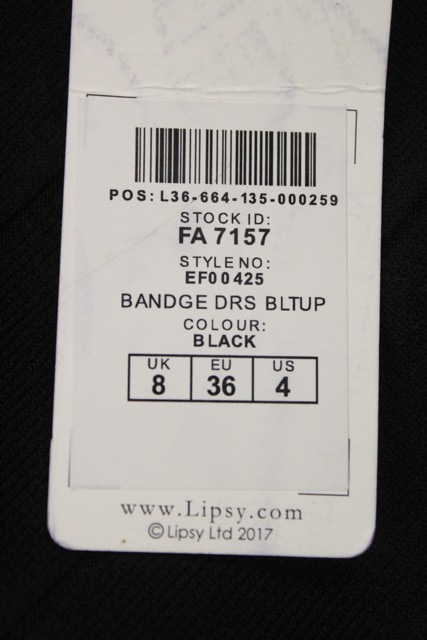 POS: L36-664-135-000259
STOCK ID:
FA 7157
STYLE NO:
EF00425
BANDGE DRS BLTUP
COLOUR:
BLACK
UK EU US
8 36 4
www.Lipsy.com
© Lipsy Ltd 2017